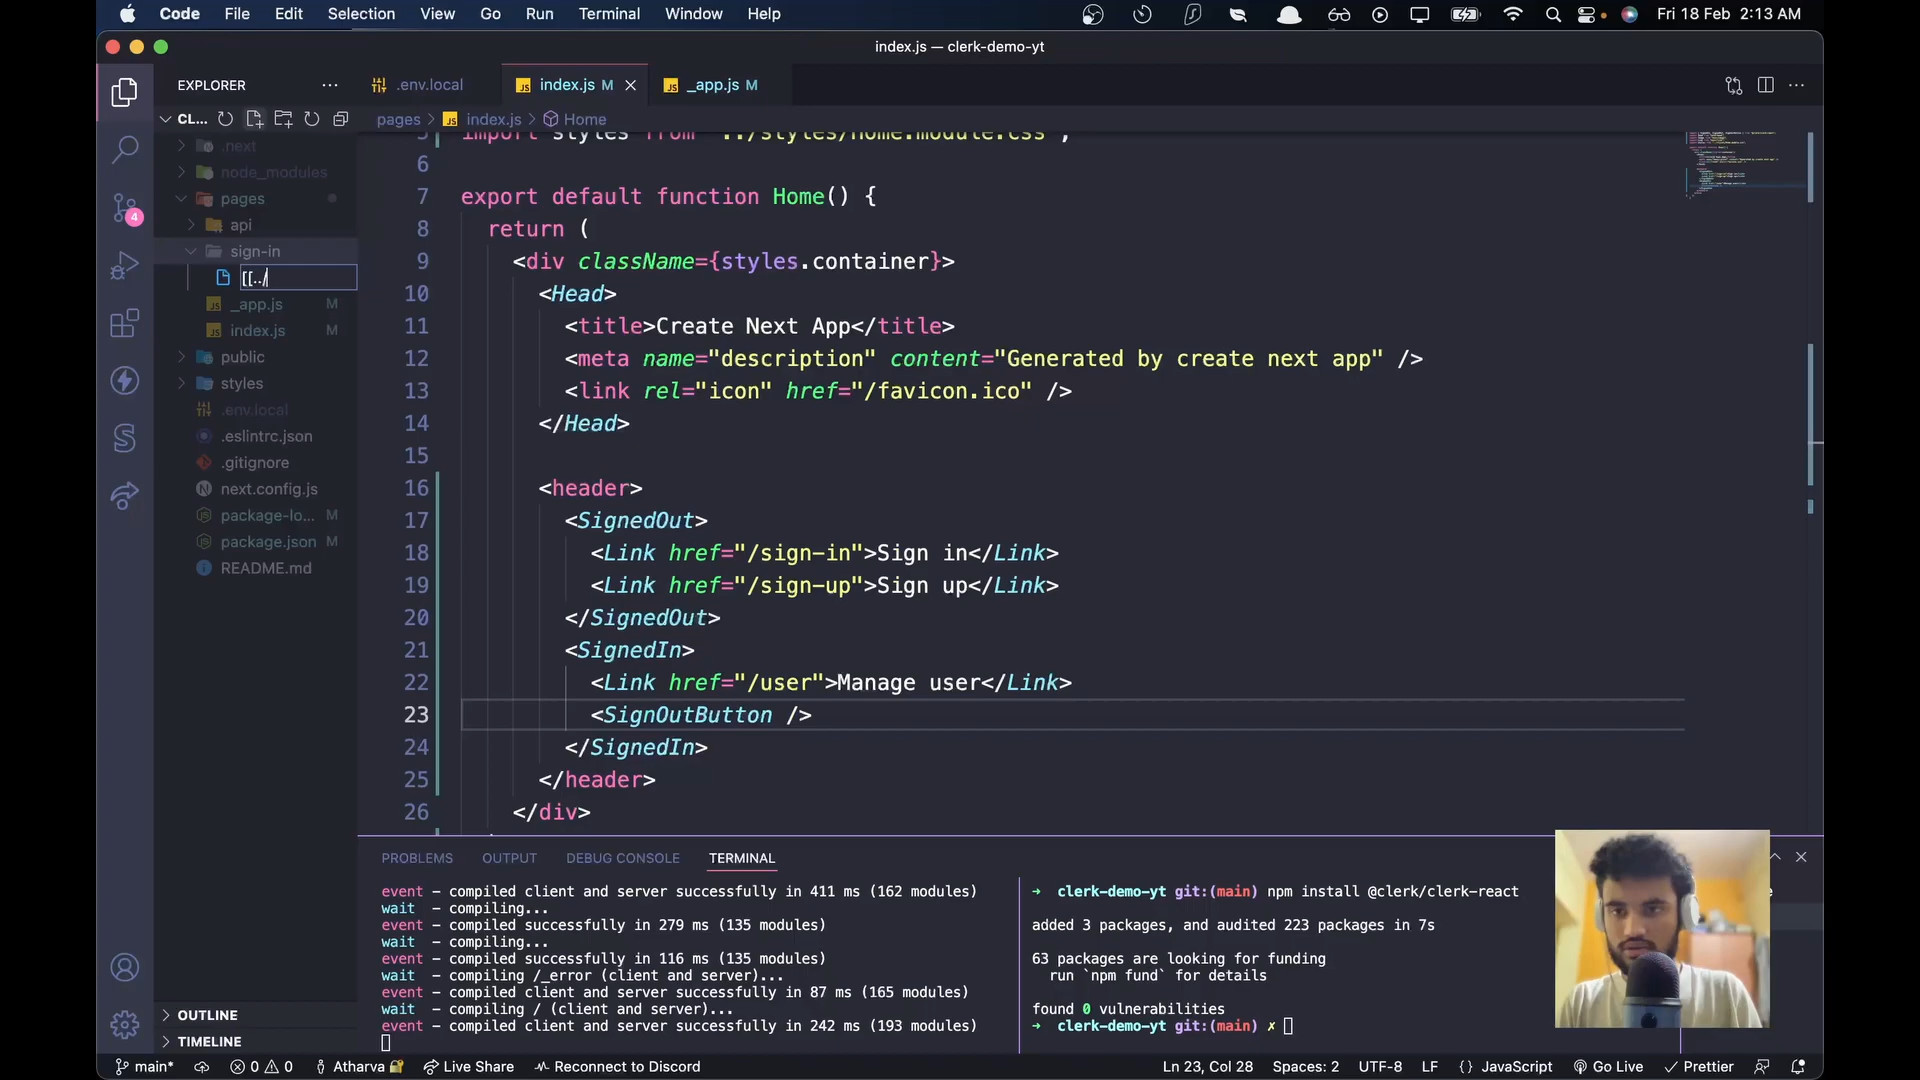 Code File Edit Selection View Go Run Terminal Window Help Fri 18 Feb 2:13 AM
index.js — clerk-demo-yt
EXPLORER
.env.local
index.js M
_app.js M
CL...
pages > index.js > Home
.next
node_modules
pages
api
sign-in
[[../
_app.js M
index.js M
public
styles
.env.local
.eslintrc.json
.gitignore
next.config.js
package-lo... M
package.json M
README.md
OUTLINE
TIMELINE
4
5 import styles from "../styles/Home.module.css";
6
7 export default function Home() {
8 return (
9 <div className={styles.container}>
10 <Head>
11 <title>Create Next App</title>
12 <meta name="description" content="Generated by create next app" />
13 <link rel="icon" href="/favicon.ico" />
14 </Head>
15
16 <header>
17 <SignedOut>
18 <Link href="/sign-in">Sign in</Link>
19 <Link href="/sign-up">Sign up</Link>
20 </SignedOut>
21 <SignedIn>
22 <Link href="/user">Manage user</Link>
23 <SignOutButton />
24 </SignedIn>
25 </header>
26 </div>
PROBLEMS OUTPUT DEBUG CONSOLE TERMINAL
event - compiled client and server successfully in 411 ms (162 modules)
wait - compiling...
event - compiled successfully in 279 ms (135 modules)
wait - compiling...
event - compiled successfully in 116 ms (135 modules)
wait - compiling /_error (client and server)...
event - compiled client and server successfully in 87 ms (165 modules)
wait - compiling / (client and server)...
event - compiled client and server successfully in 242 ms (193 modules)
➜ clerk-demo-yt git:(main) npm install @clerk/clerk-react
added 3 packages, and audited 223 packages in 7s
63 packages are looking for funding
run `npm fund` for details
found 0 vulnerabilities
➜ clerk-demo-yt git:(main) ✗
main* 0 0 Atharva Live Share Reconnect to Discord Ln 23, Col 28 Spaces: 2 UTF-8 LF {} JavaScript Go Live Prettier